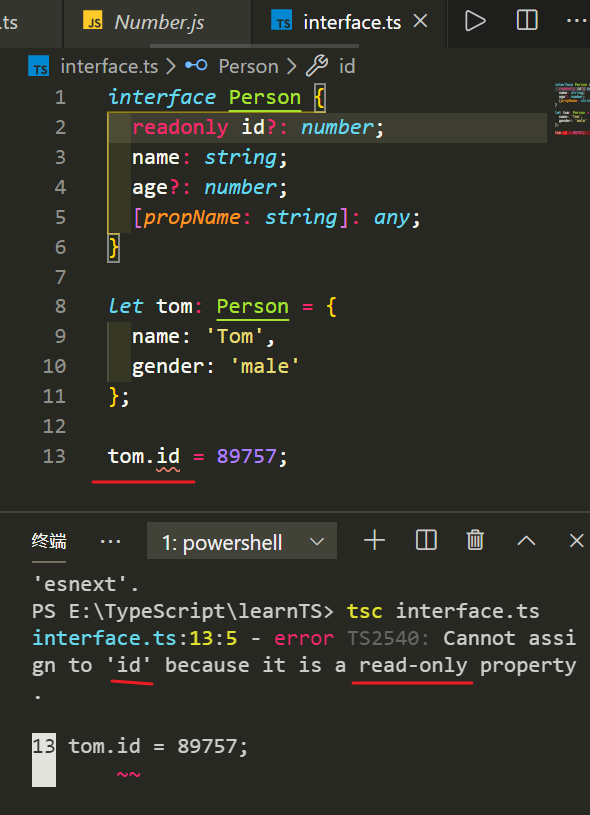 .ts
JS Number.js
TS interface.ts
TS interface.ts > Person > id
1 interface Person {
2 readonly id?: number;
3 name: string;
4 age?: number;
5 [propName: string]: any;
6 }
7
8 let tom: Person = {
9 name: 'Tom',
10 gender: 'male'
11 };
12
13 tom.id = 89757;
终端 ... 1: powershell
'esnext'.
PS E:\TypeScript\learnTS> tsc interface.ts
interface.ts:13:5 - error TS2540: Cannot assi
gn to 'id' because it is a read-only property
.
13 tom.id = 89757;
~~